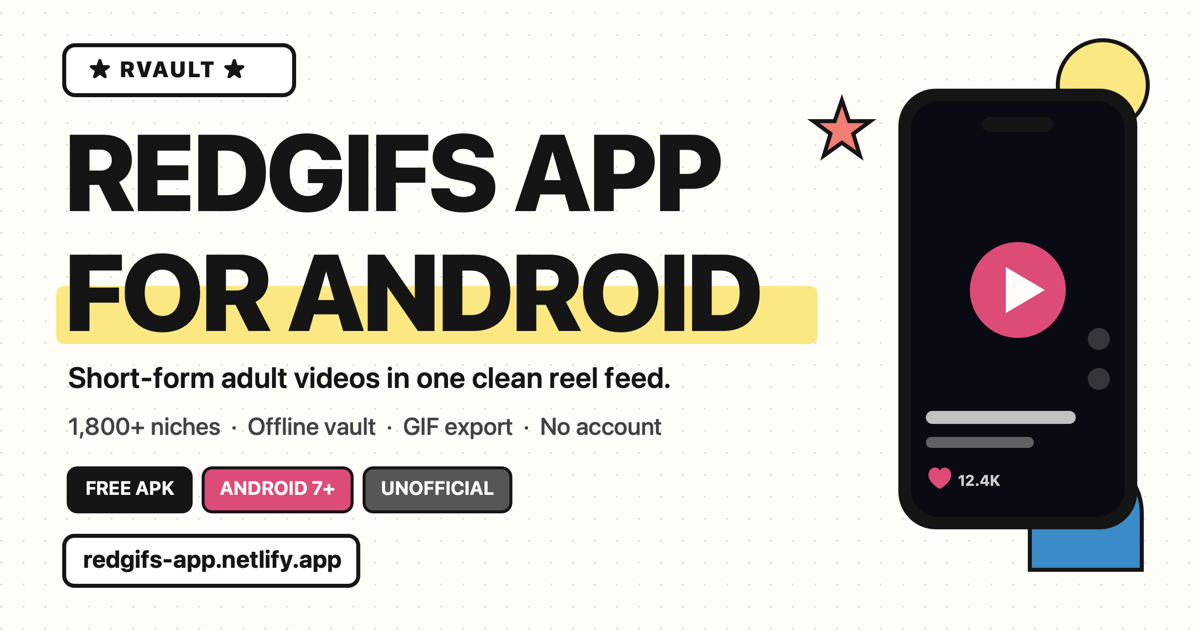 ★ RVAULT ★
REDGIFS APP
FOR ANDROID
Short-form adult videos in one clean reel feed.
1,800+ niches · Offline vault · GIF export · No account
FREE APK ANDROID 7+ UNOFFICIAL
redgifs-app.netlify.app
12.4K